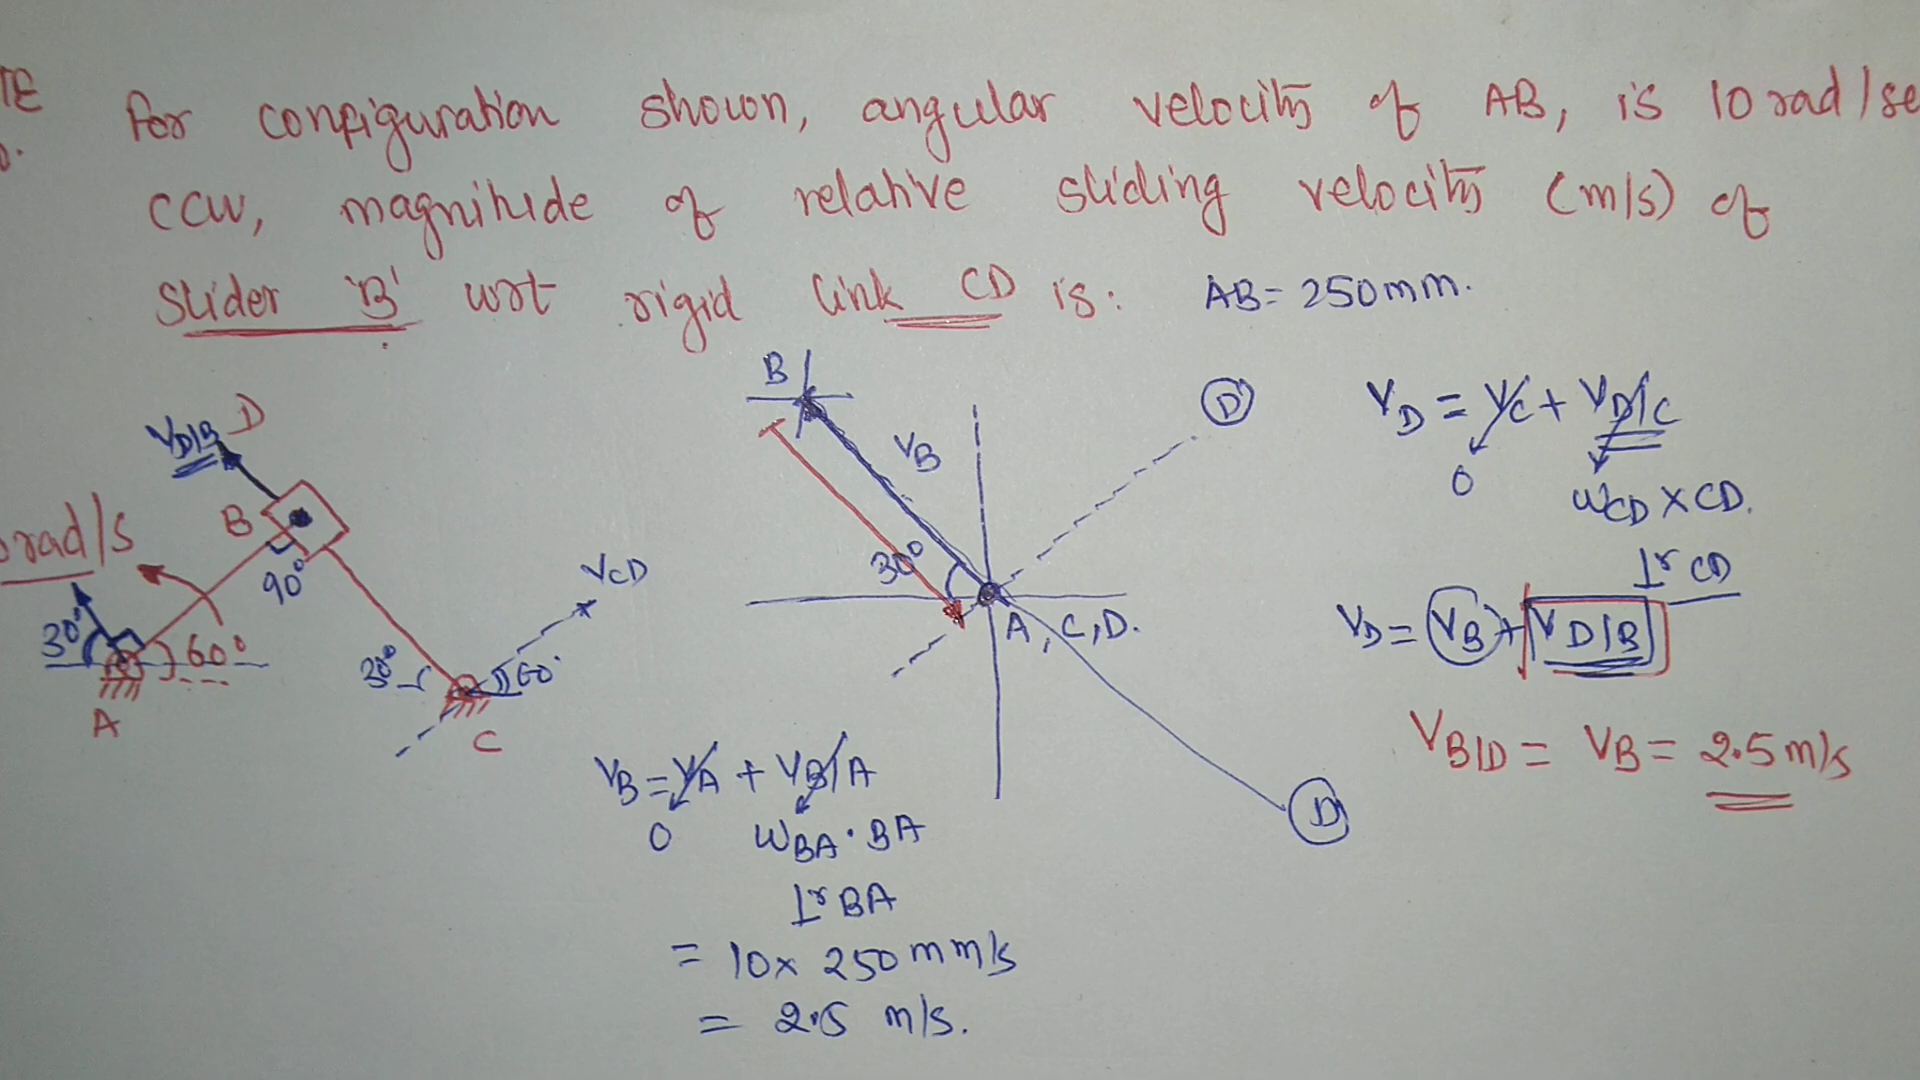 For configuration shown, angular velocity of AB, is 10 rad/se
CCW, magnitude of relative sliding velocity (m/s) of
slider 'B' wrt rigid link CD is: AB= 250mm.
VD/B D
B
rad/s
90°
30°
60°
A
30°
60°
C
VCD
B
VB
30°
A, C, D.
D
D
VB = VA + VB/A
0 ωBA · BA
⊥r BA
= 10x 250 mm/s
= 2.5 m/s.
VD = VC + VD/C
0 ωCD X CD.
⊥r CD
VD = VB + VD/B
VB/D = VB = 2.5 m/s